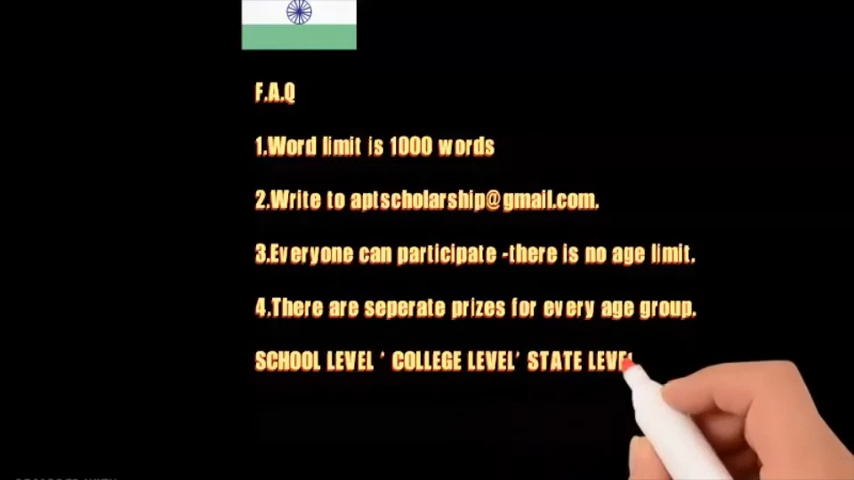 F.A.Q
1.Word limit is 1000 words
2.Write to aptscholarship@gmail.com.
3.Everyone can participate -there is no age limit.
4.There are seperate prizes for every age group.
SCHOOL LEVEL ' COLLEGE LEVEL' STATE LEVEL